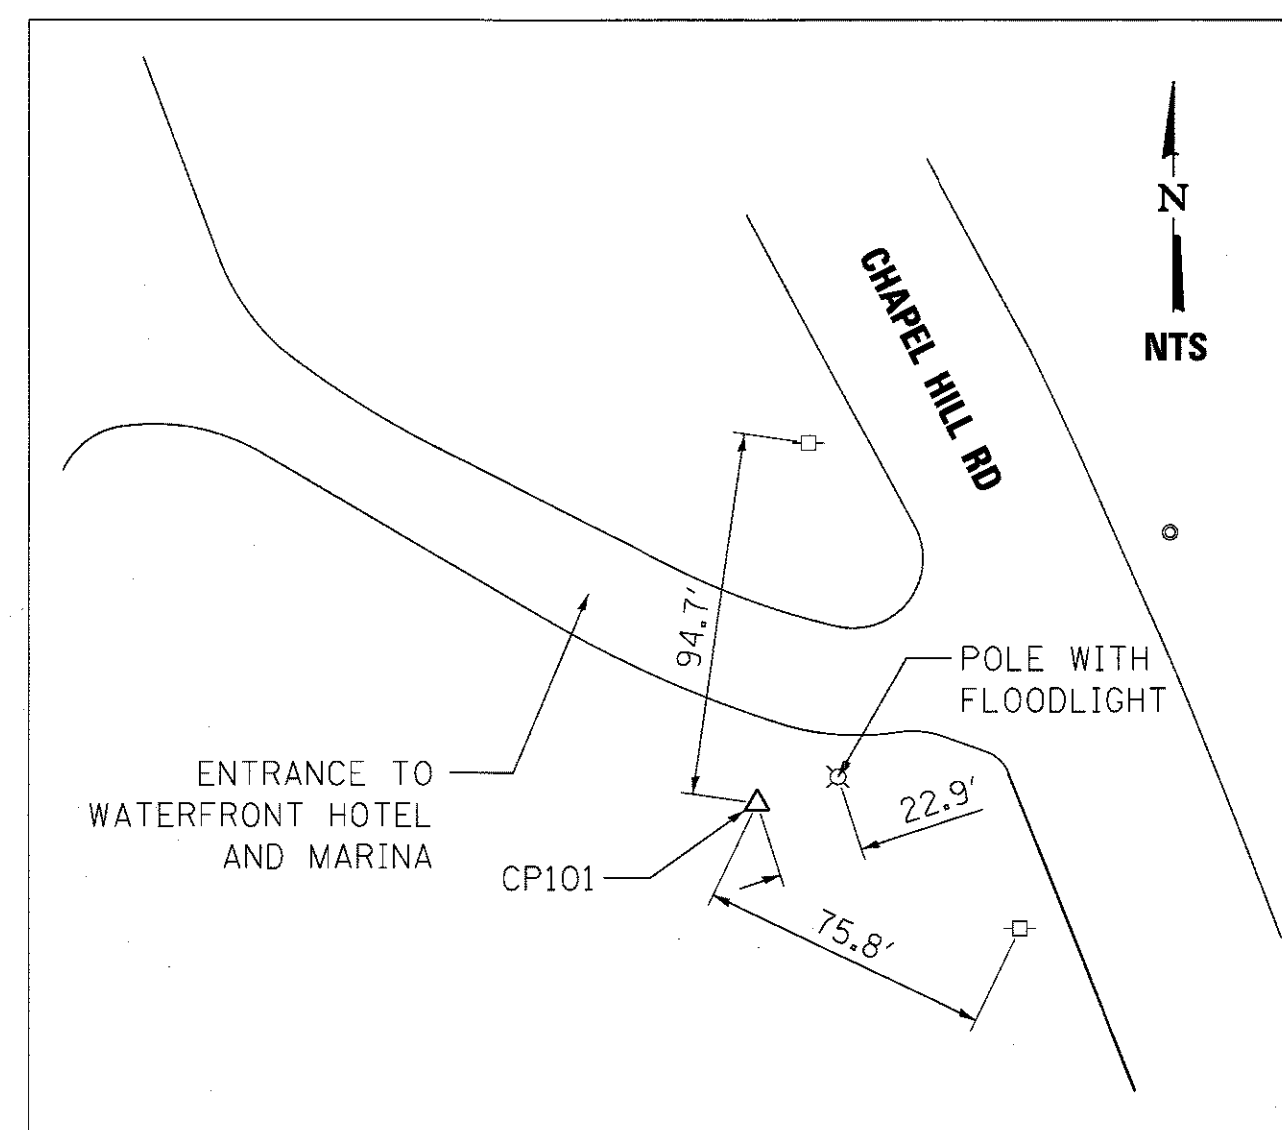 N
NTS
CHAPEL HILL RD
94.7'
POLE WITH
FLOODLIGHT
ENTRANCE TO
WATERFRONT HOTEL
AND MARINA
22.9'
CP101
75.8'